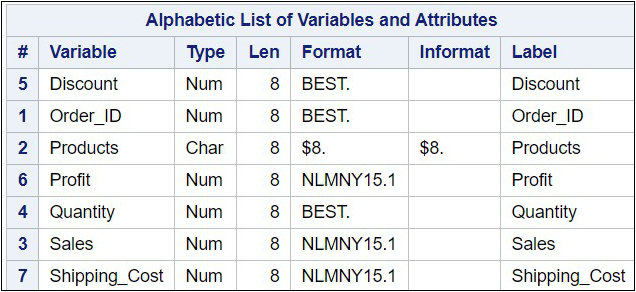 Alphabetic List of Variables and Attributes
# Variable Type Len Format Informat Label
5 Discount Num 8 BEST. Discount
1 Order_ID Num 8 BEST. Order_ID
2 Products Char 8 $8. $8. Products
6 Profit Num 8 NLMNY15.1 Profit
4 Quantity Num 8 BEST. Quantity
3 Sales Num 8 NLMNY15.1 Sales
7 Shipping_Cost Num 8 NLMNY15.1 Shipping_Cost